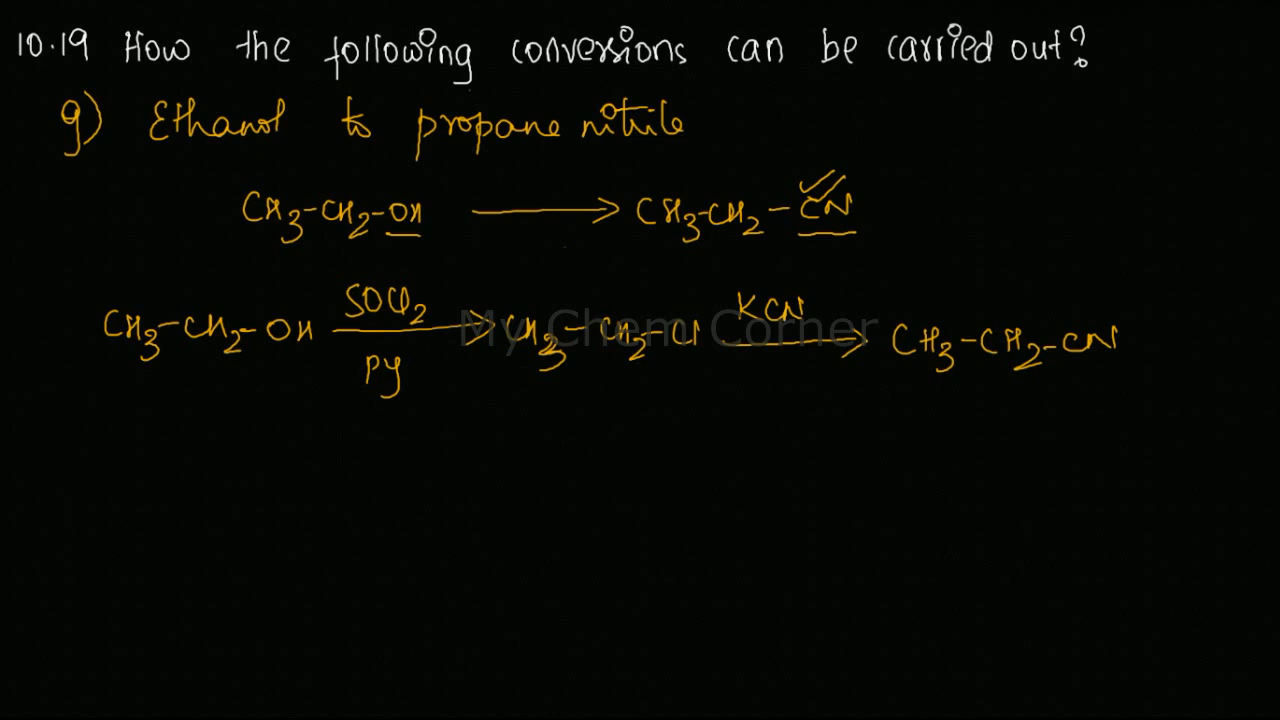 10.19 How the following conversions can be carried out?
g) Ethanol to propane nitrile
CH3-CH2-OH ⟶ CH3-CH2-CN
SOCl2 KCN
CH3-CH2-OH ⟶ CH3-CH2-Cl ⟶ CH3-CH2-CN
My Chem Corner
py